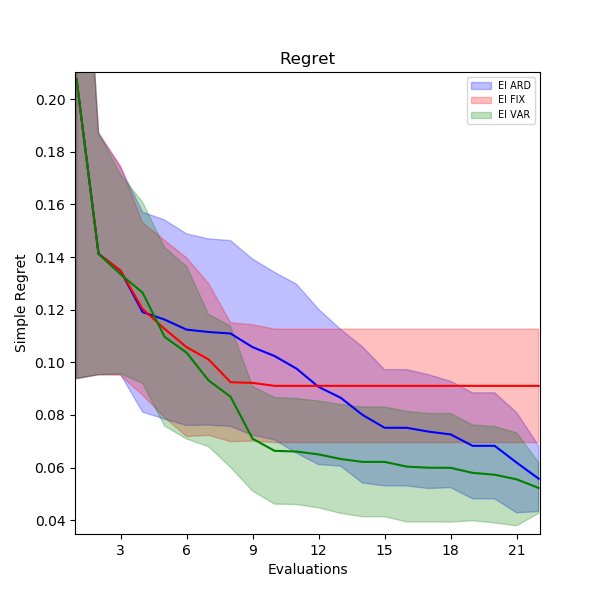 Regret
0.20
0.18
0.16
0.14
0.12
0.10
0.08
0.06
0.04
Simple Regret
EI ARD
EI FIX
EI VAR
3 6 9 12 15 18 21
Evaluations